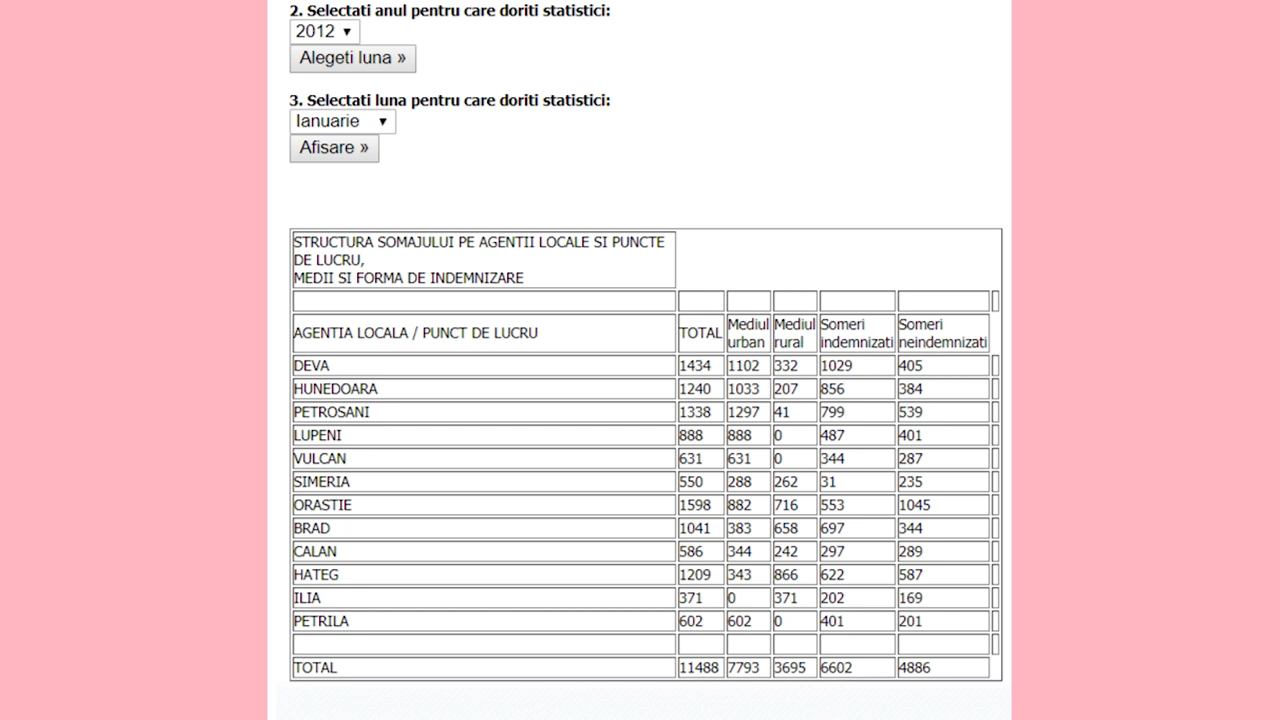 2. Selectati anul pentru care doriti statistici:
2012
Alegeti luna »
3. Selectati luna pentru care doriti statistici:
Ianuarie
Afisare »
STRUCTURA SOMAJULUI PE AGENTII LOCALE SI PUNCTE
DE LUCRU,
MEDII SI FORMA DE INDEMNIZARE
AGENTIA LOCALA / PUNCT DE LUCRU TOTAL Mediul urban Mediul rural Someri indemnizati Someri neindemnizati
DEVA 1434 1102 332 1029 405
HUNEDOARA 1240 1033 207 856 384
PETROSANI 1338 1297 41 799 539
LUPENI 888 888 0 487 401
VULCAN 631 631 0 344 287
SIMERIA 550 288 262 31 235
ORASTIE 1598 882 716 553 1045
BRAD 1041 383 658 697 344
CALAN 586 344 242 297 289
HATEG 1209 343 866 622 587
ILIA 371 0 371 202 169
PETRILA 602 602 0 401 201
TOTAL 11488 7793 3695 6602 4886